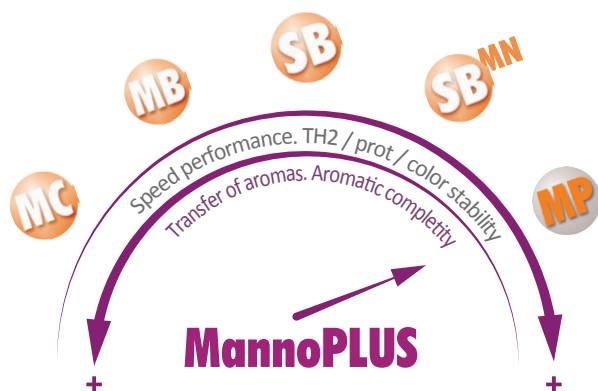 SB
MB
SB MN
MC
MP
Speed performance. TH2 / prot / color stability
Transfer of aromas. Aromatic completity
MannoPLUS
+ +